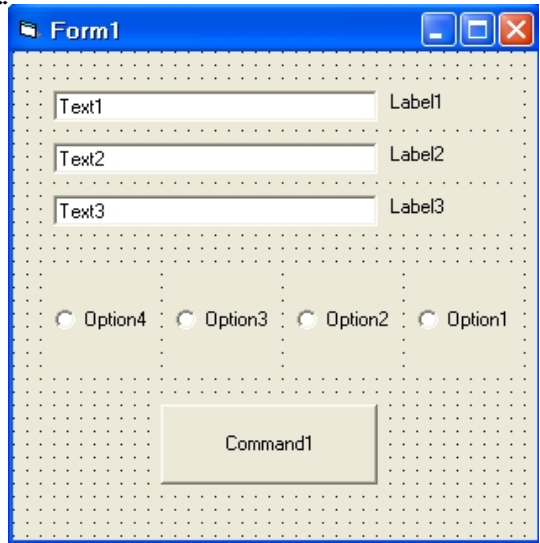 Form1
Text1 Label1
Text2 Label2
Text3 Label3
Option4 Option3 Option2 Option1
Command1